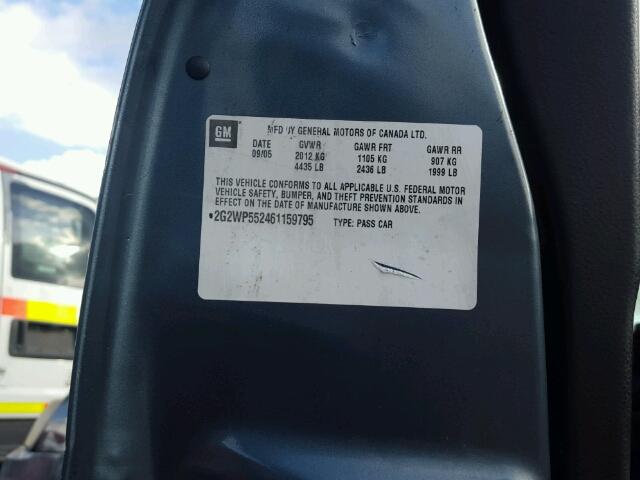 GM MFD BY GENERAL MOTORS OF CANADA LTD.
DATE GVWR GAWR FRT GAWR RR
09/05 2012 KG 1105 KG 907 KG
4435 LB 2436 LB 1999 LB
THIS VEHICLE CONFORMS TO ALL APPLICABLE U.S. FEDERAL MOTOR
VEHICLE SAFETY, BUMPER, AND THEFT PREVENTION STANDARDS IN
EFFECT ON THE DATE OF MANUFACTURE SHOWN ABOVE.
2G2WP552461159795 TYPE: PASS CAR